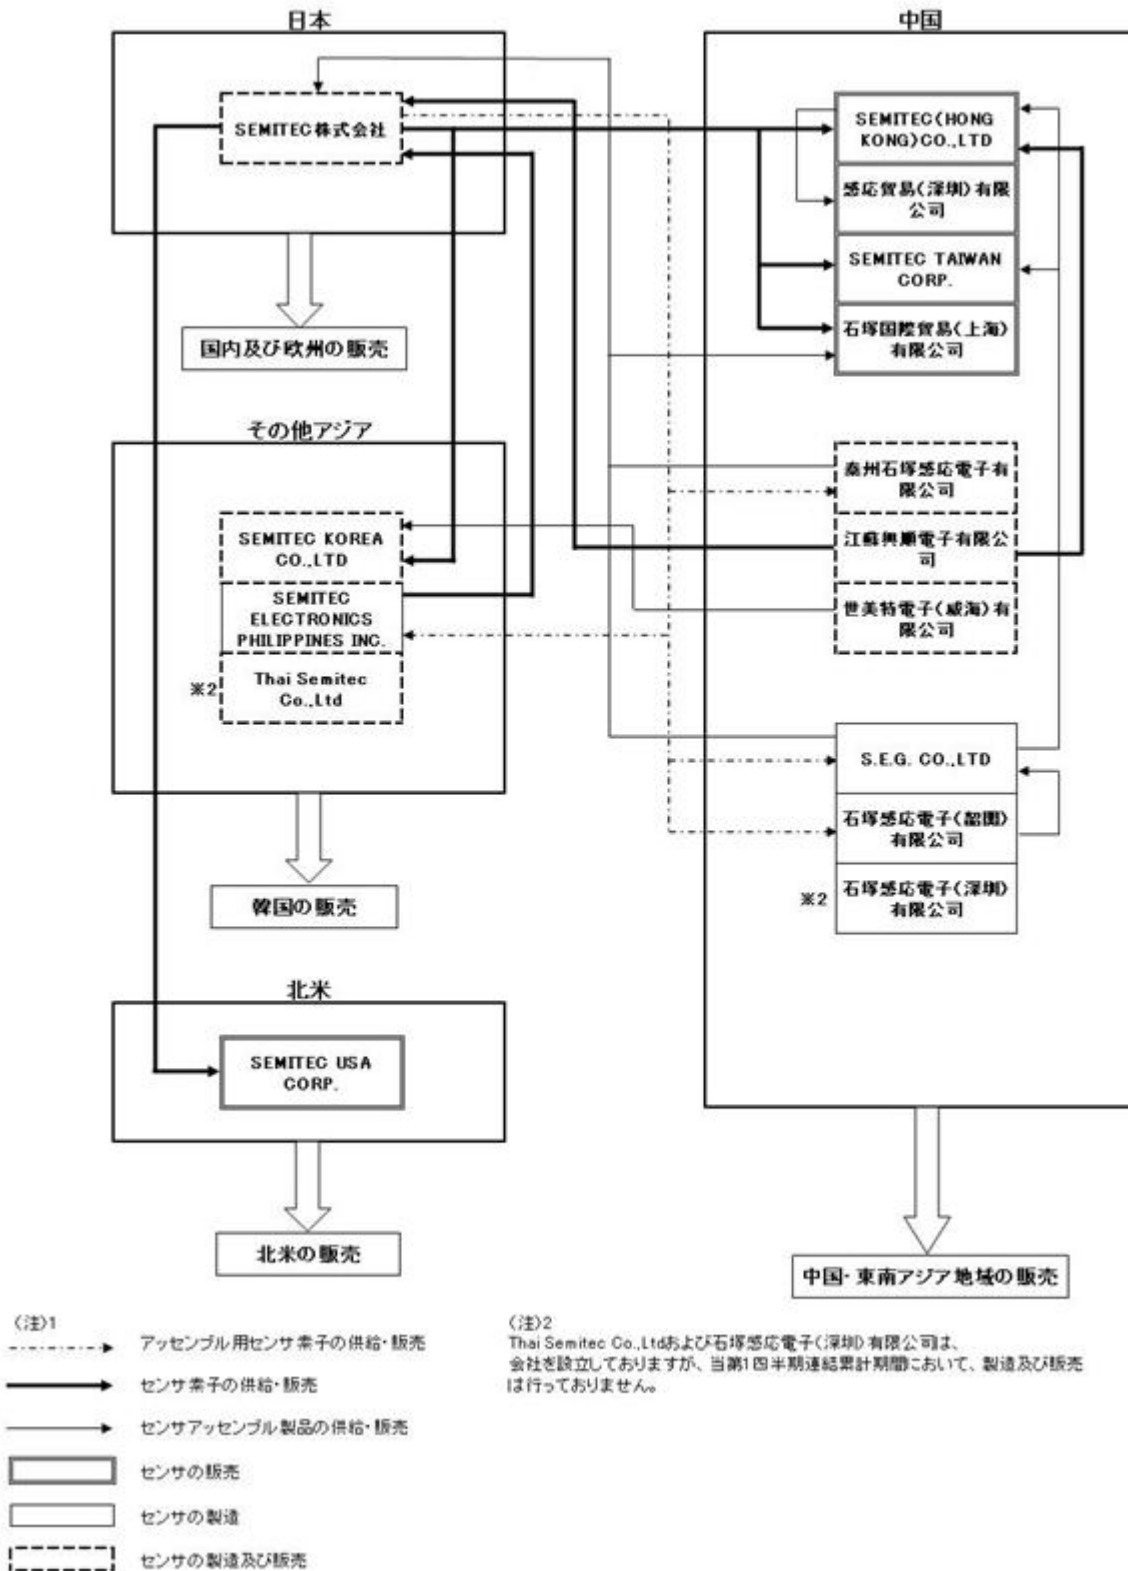 日本
SEMITEC株式会社
国内及び欧州の販売
その他アジア
SEMITEC KOREA
CO.,LTD
SEMITEC
ELECTRONICS
PHILIPPINES INC.
※2
Thai Semitec
Co.,Ltd
韓国の販売
北米
SEMITEC USA
CORP.
北米の販売
中国
SEMITEC(HONG
KONG)CO.,LTD
感応貿易(深圳)有限
公司
SEMITEC TAIWAN
CORP.
石塚国際貿易(上海)
有限公司
泰州石塚感応電子有
限公司
江蘇興順電子有限公
司
世美特電子(威海)有
限公司
S.E.G. CO.,LTD
石塚感応電子(韶関)
有限公司
※2
石塚感応電子(深圳)
有限公司
中国・東南アジア地域の販売
(注)1
アッセンブル用センサ素子の供給・販売
センサ素子の供給・販売
センサアッセンブル製品の供給・販売
センサの販売
センサの製造
センサの製造及び販売
(注)2
Thai Semitec Co.,Ltdおよび石塚感応電子(深圳)有限公司は、
会社を設立しておりますが、当第1四半期連結累計期間において、製造及び販売
は行っておりません。